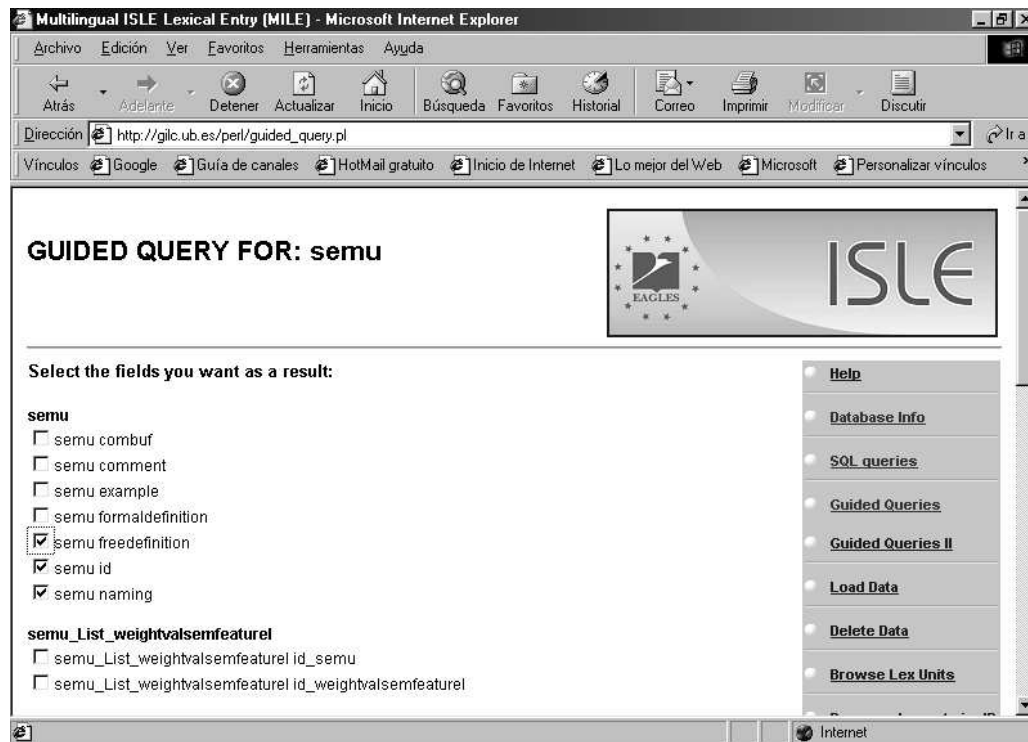 Multilingual ISLE Lexical Entry (MILE) - Microsoft Internet Explorer
Archivo Edición Ver Favoritos Herramientas Ayuda
Atrás Adelante Detener Actualizar Inicio Búsqueda Favoritos Historial Correo Imprimir Modificar Discutir
Dirección http://gilc.ub.es/perl/guided_query.pl Ir a
Vínculos Google Guía de canales HotMail gratuito Inicio de Internet Lo mejor del Web Microsoft Personalizar vínculos
GUIDED QUERY FOR: semu
EAGLES
ISLE
Select the fields you want as a result:
semu
semu combuf
semu comment
semu example
semu formaldefinition
semu freedefinition
semu id
semu naming
semu_List_weightvalsemfeaturel
semu_List_weightvalsemfeaturel id_semu
semu_List_weightvalsemfeaturel id_weightvalsemfeaturel
Help
Database Info
SQL queries
Guided Queries
Guided Queries II
Load Data
Delete Data
Browse Lex Units
Internet